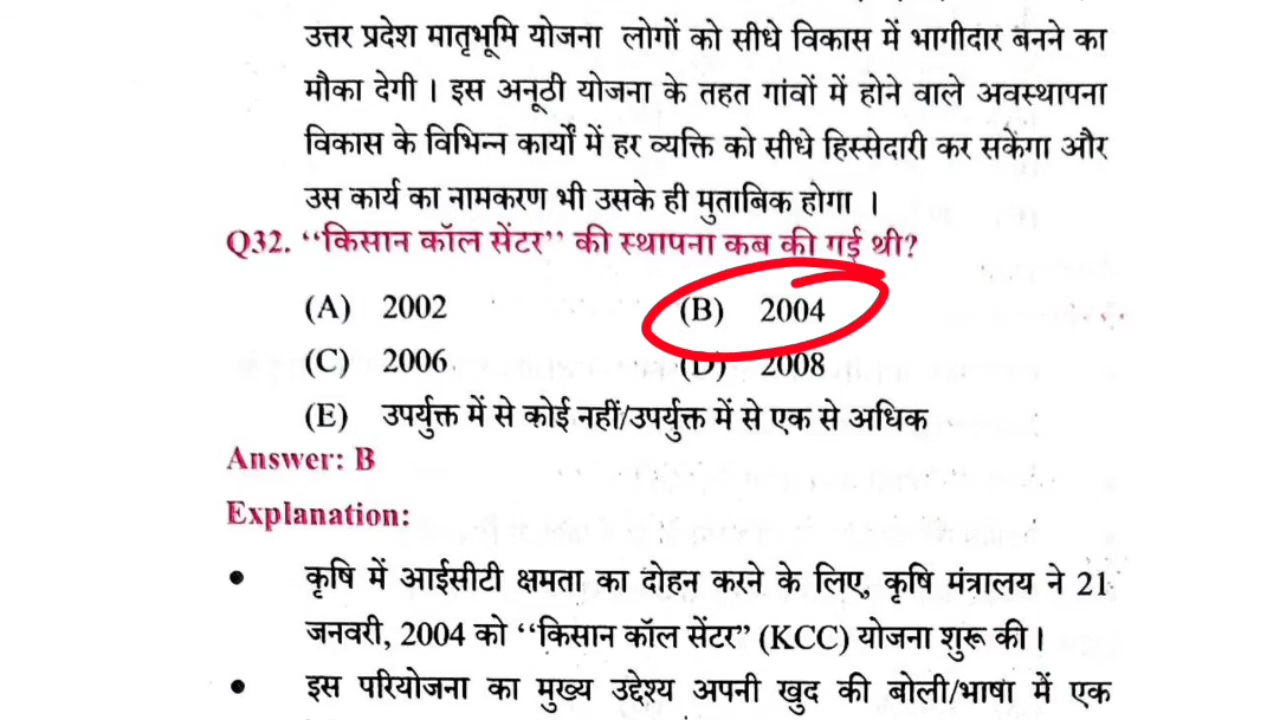 उत्तर प्रदेश मातृभूमि योजना लोगों को सीधे विकास में भागीदार बनने का
मौका देगी । इस अनूठी योजना के तहत गांवों में होने वाले अवस्थापना
विकास के विभिन्न कार्यों में हर व्यक्ति को सीधे हिस्सेदारी कर सकेंगा और
उस कार्य का नामकरण भी उसके ही मुताबिक होगा ।
Q32. ‘‘किसान कॉल सेंटर’’ की स्थापना कब की गई थी?
(A) 2002 (B) 2004
(C) 2006 (D) 2008
(E) उपर्युक्त में से कोई नहीं/उपर्युक्त में से एक से अधिक
Answer: B
Explanation:
• कृषि में आईसीटी क्षमता का दोहन करने के लिए, कृषि मंत्रालय ने 21
जनवरी, 2004 को ‘‘किसान कॉल सेंटर” (KCC) योजना शुरू की ।
• इस परियोजना का मुख्य उद्देश्य अपनी खुद की बोली/भाषा में एक